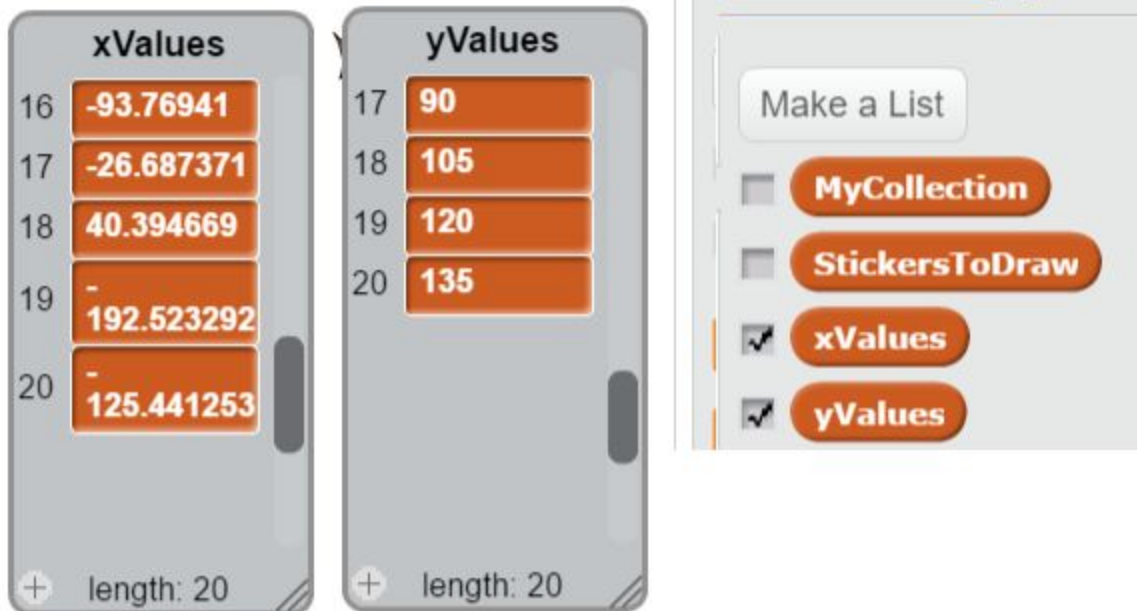 xValues
16 -93.76941
17 -26.687371
18 40.394669
19 -
192.523292
20 -
125.441253
length: 20
yValues
17 90
18 105
19 120
20 135
length: 20
Make a List
MyCollection
StickersToDraw
xValues
yValues